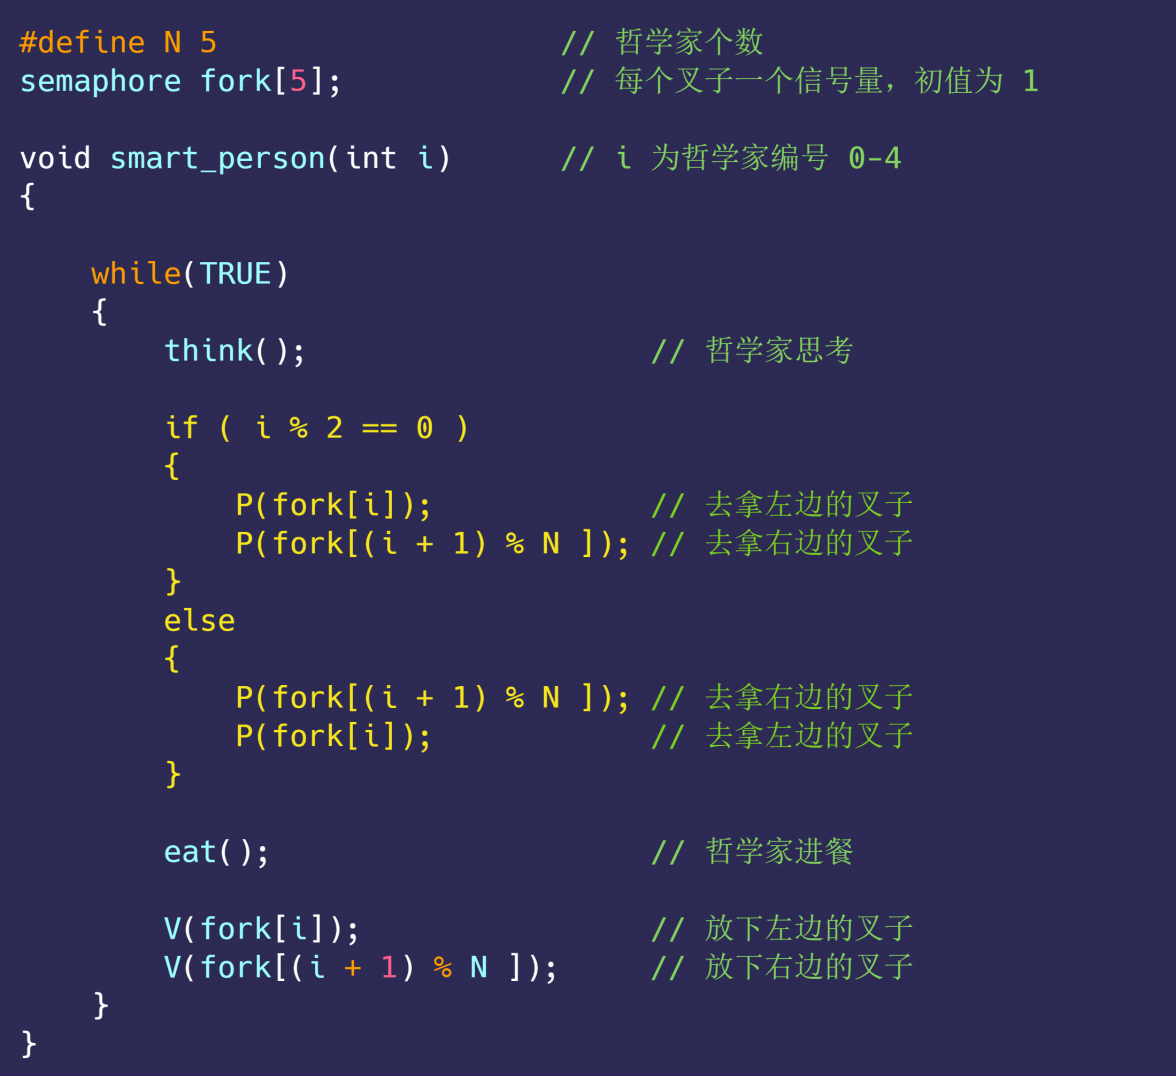 #define N 5 // 哲学家个数
semaphore fork[5]; // 每个叉子一个信号量，初值为 1
void smart_person(int i) // i 为哲学家编号 0-4
{
while(TRUE)
{
think(); // 哲学家思考
if ( i % 2 == 0 )
{
P(fork[i]); // 去拿左边的叉子
P(fork[(i + 1) % N ]); // 去拿右边的叉子
}
else
{
P(fork[(i + 1) % N ]); // 去拿右边的叉子
P(fork[i]); // 去拿左边的叉子
}
eat(); // 哲学家进餐
V(fork[i]); // 放下左边的叉子
V(fork[(i + 1) % N ]); // 放下右边的叉子
}
}